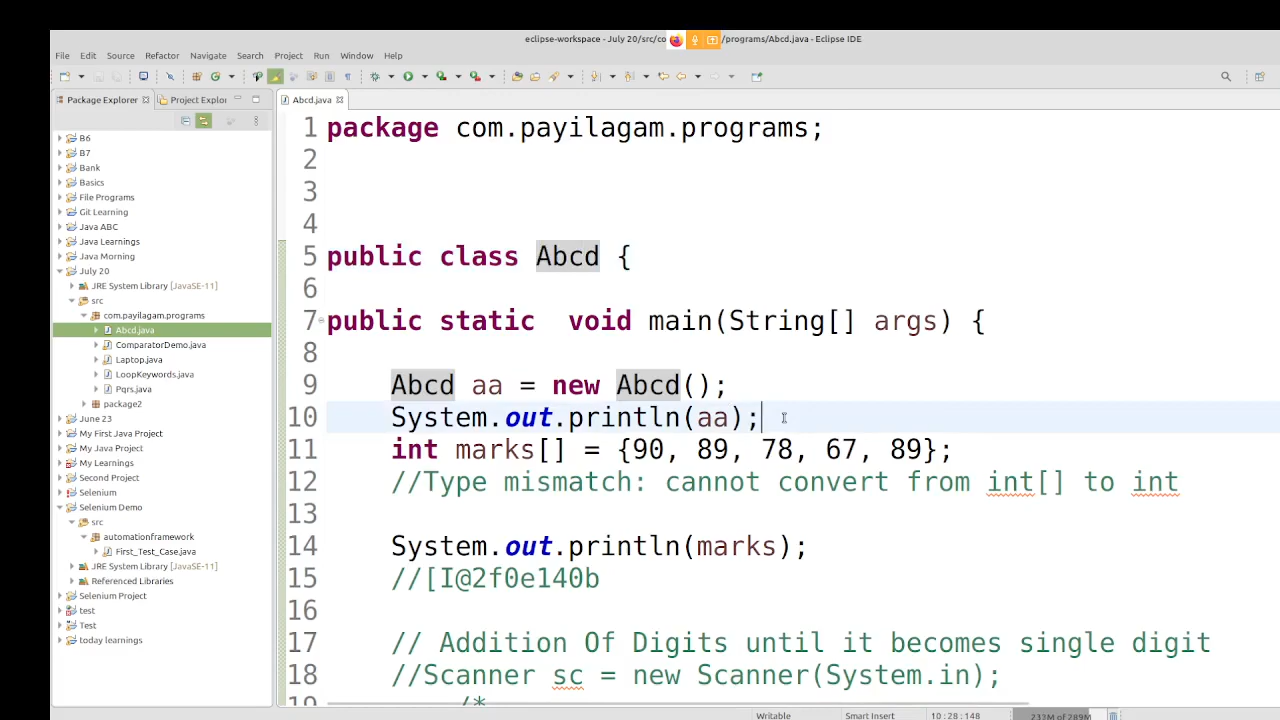 eclipse-workspace - July 20/src/co /programs/Abcd.java - Eclipse IDE
File Edit Source Refactor Navigate Search Project Run Window Help
Package Explorer Project Explo
Abcd.java
B6
B7
Bank
Basics
File Programs
Git Learning
Java ABC
Java Learnings
Java Morning
July 20
JRE System Library [JavaSE-11]
src
com.payilagam.programs
Abcd.java
ComparatorDemo.java
Laptop.java
LoopKeywords.java
Pqrs.java
package2
June 23
My First Java Project
My Java Project
My Learnings
Second Project
Selenium
Selenium Demo
src
automationframework
First_Test_Case.java
JRE System Library [JavaSE-11]
Referenced Libraries
Selenium Project
test
Test
today learnings
1 package com.payilagam.programs;
2
3
4
5 public class Abcd {
6
7 public static  void main(String[] args) {
8
9 Abcd aa = new Abcd();
10 System.out.println(aa);
11 int marks[] = {90, 89, 78, 67, 89};
12 //Type mismatch: cannot convert from int[] to int
13
14 System.out.println(marks);
15 //[I@2f0e140b
16
17 // Addition Of Digits until it becomes single digit
18 //Scanner sc = new Scanner(System.in);
19 /*
Writable Smart Insert 10:28:148 233M of 289M